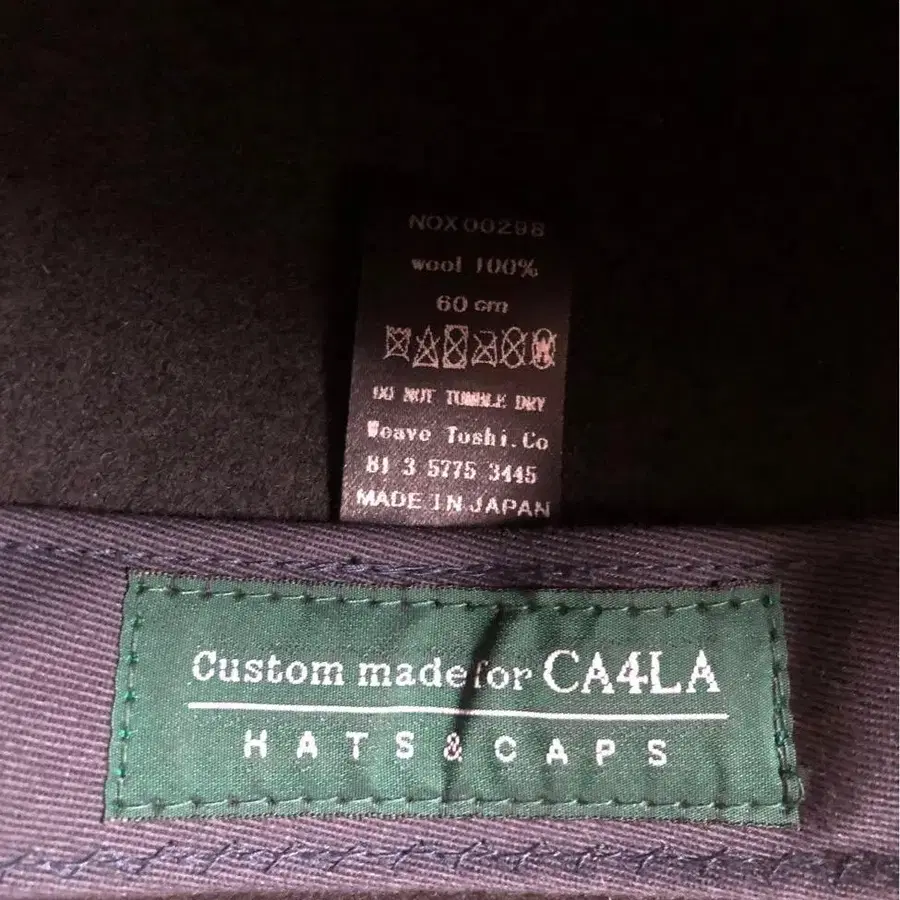 NOX00298
wool 100%
60 cm
DO NOT TUMBLE DRY
Weave Toshi.Co
81 3 5775 3445
MADE IN JAPAN
Custom made for CA4LA
HATS & CAPS